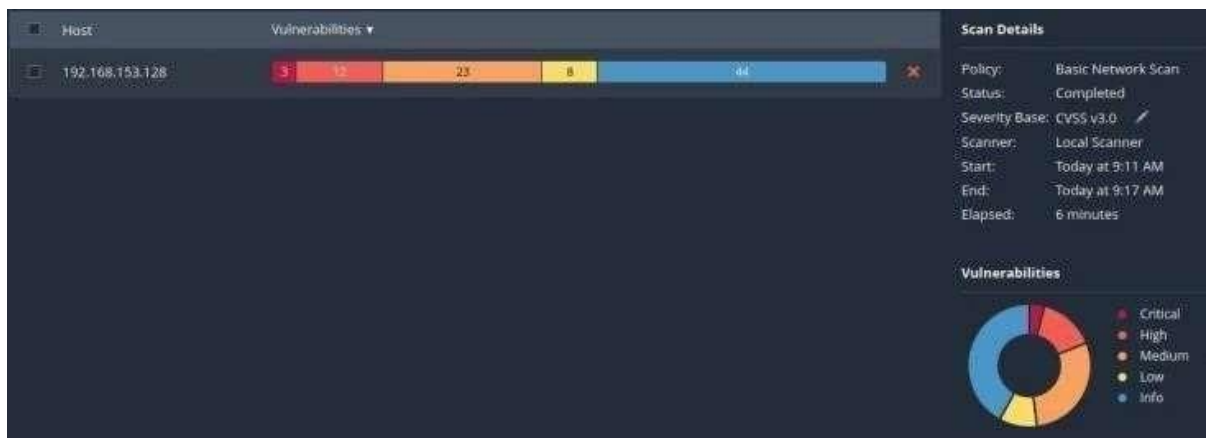 Host Vulnerabilities ▼
192.168.153.128 3 12 23 8 44
Scan Details
Policy: Basic Network Scan
Status: Completed
Severity Base: CVSS v3.0
Scanner: Local Scanner
Start: Today at 9:11 AM
End: Today at 9:17 AM
Elapsed: 6 minutes
Vulnerabilities
Critical
High
Medium
Low
Info